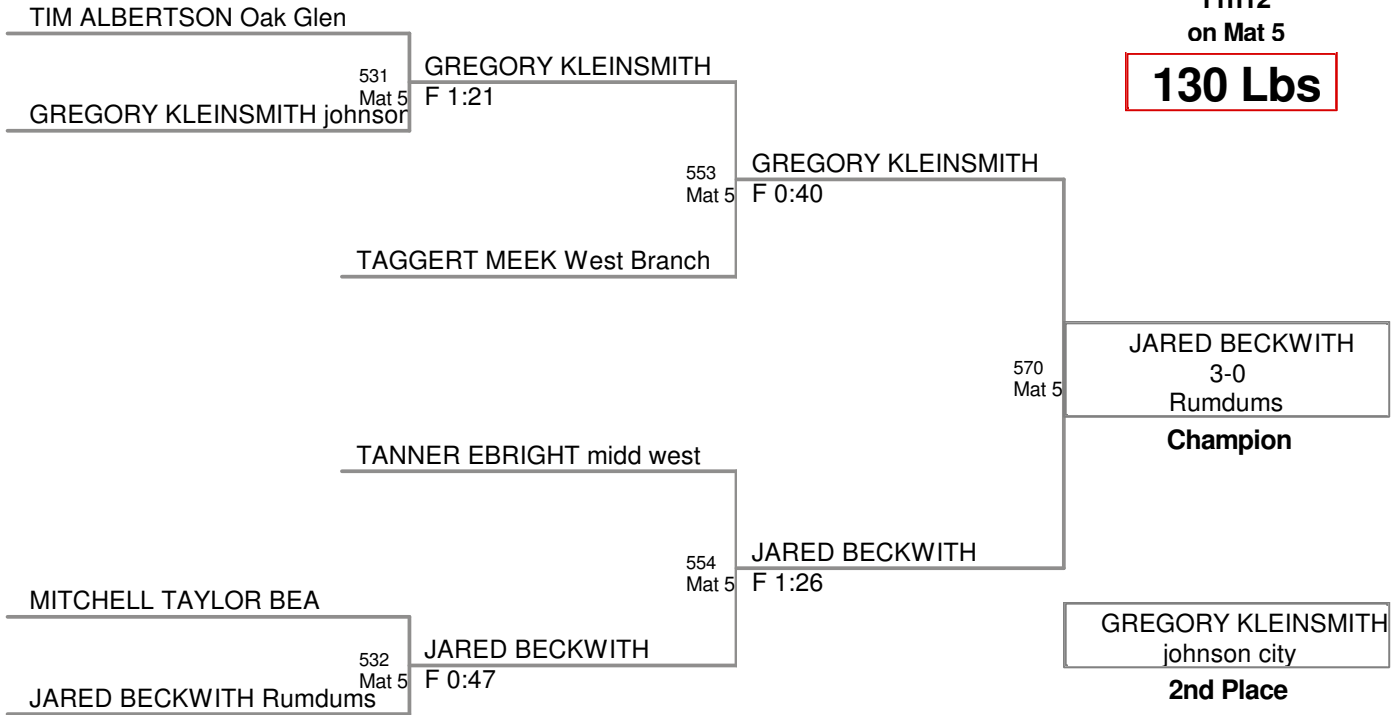 on Mat 5
130 Lbs
TIM ALBERTSON Oak Glen
531
Mat 5
GREGORY KLEINSMITH
F 1:21
GREGORY KLEINSMITH johnson
553
Mat 5
GREGORY KLEINSMITH
F 0:40
TAGGERT MEEK West Branch
570
Mat 5
JARED BECKWITH
3-0
Rumdums
Champion
TANNER EBRIGHT midd west
554
Mat 5
JARED BECKWITH
F 1:26
MITCHELL TAYLOR BEA
532
Mat 5
JARED BECKWITH
F 0:47
JARED BECKWITH Rumdums
GREGORY KLEINSMITH
johnson city
2nd Place